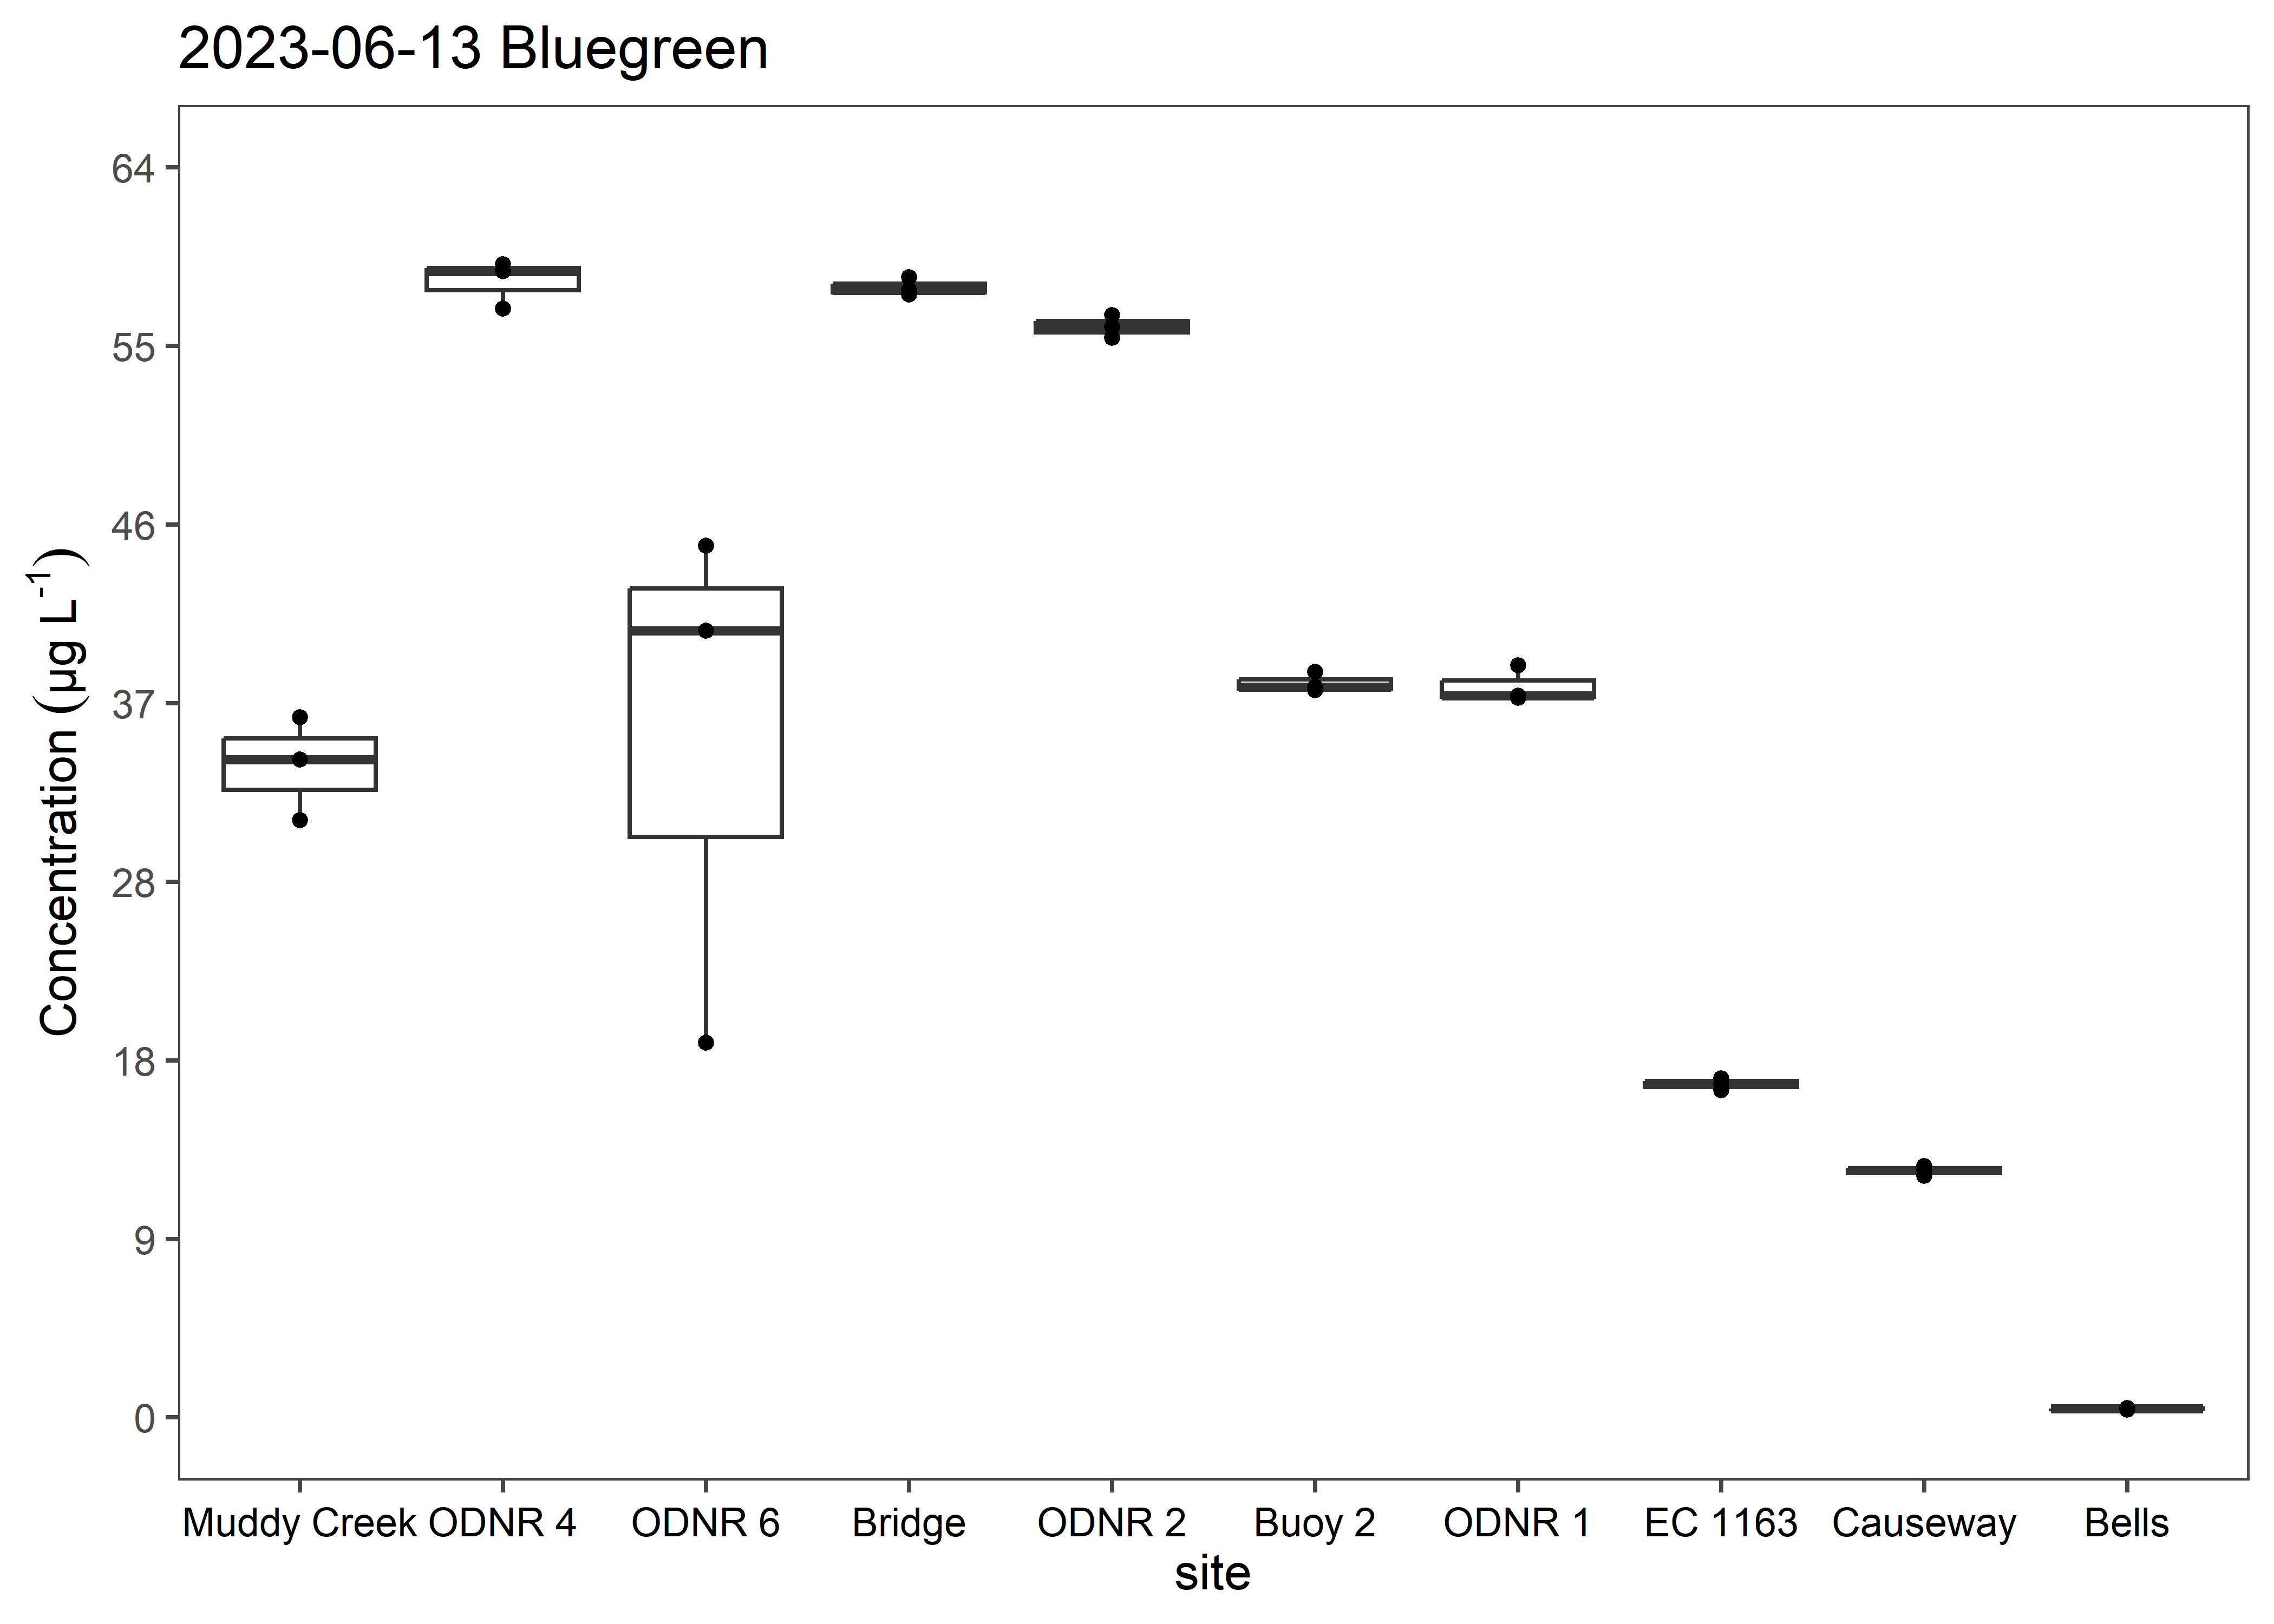 2023-06-13 Bluegreen
Concentration (µg L⁻¹)
64
55
46
37
28
18
9
0
Muddy Creek ODNR 4 ODNR 6 Bridge ODNR 2 Buoy 2 ODNR 1 EC 1163 Causeway Bells
site